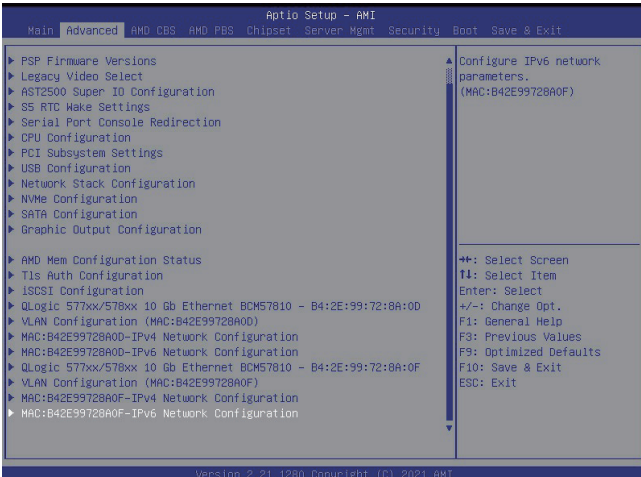 Aptio Setup – AMI
Main Advanced AMD CBS AMD PBS Chipset Server Mgmt Security Boot Save & Exit
PSP Firmware Versions
Legacy Video Select
AST2500 Super IO Configuration
S5 RTC Wake Settings
Serial Port Console Redirection
CPU Configuration
PCI Subsystem Settings
USB Configuration
Network Stack Configuration
NVMe Configuration
SATA Configuration
Graphic Output Configuration
AMD Mem Configuration Status
Tls Auth Configuration
iSCSI Configuration
QLogic 577xx/578xx 10 Gb Ethernet BCM57810 – B4:2E:99:72:8A:0D
VLAN Configuration (MAC:B42E99728A0D)
MAC:B42E99728A0D-IPv4 Network Configuration
MAC:B42E99728A0D-IPv6 Network Configuration
QLogic 577xx/578xx 10 Gb Ethernet BCM57810 – B4:2E:99:72:8A:0F
VLAN Configuration (MAC:B42E99728A0F)
MAC:B42E99728A0F-IPv4 Network Configuration
MAC:B42E99728A0F-IPv6 Network Configuration
Configure IPv6 network
parameters.
(MAC:B42E99728A0F)
→←: Select Screen
↑↓: Select Item
Enter: Select
+/-: Change Opt.
F1: General Help
F3: Previous Values
F9: Optimized Defaults
F10: Save & Exit
ESC: Exit
Version 2.21.1280 Copyright (C) 2021 AMI